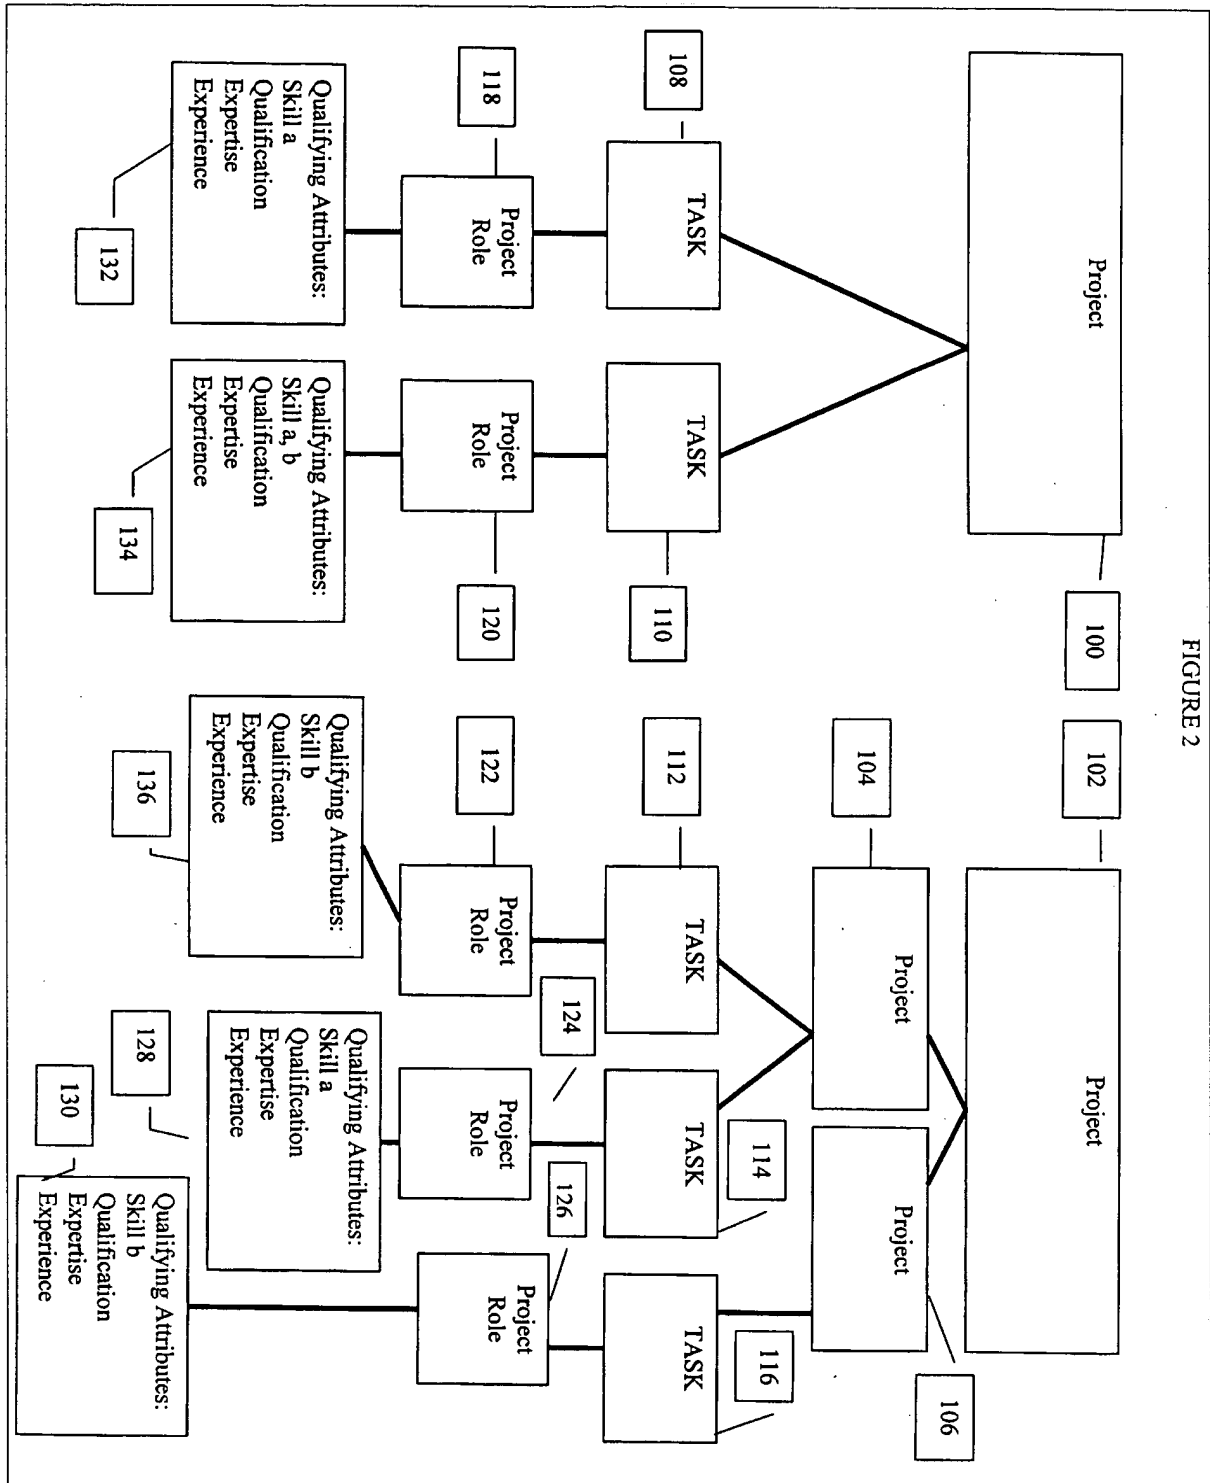 FIGURE 2
Project
100
102
Project
104
Project
Project
106
108
TASK
TASK
110
112
TASK
TASK
114
TASK
116
118
Project
Role
Project
Role
120
122
Project
Role
124
Project
Role
126
Project
Role
Qualifying Attributes:
Skill a
Qualification
Expertise
Experience
132
Qualifying Attributes:
Skill a, b
Qualification
Expertise
Experience
134
Qualifying Attributes:
Skill b
Qualification
Expertise
Experience
136
Qualifying Attributes:
Skill a
Qualification
Expertise
Experience
128
Qualifying Attributes:
Skill b
Qualification
Expertise
Experience
130